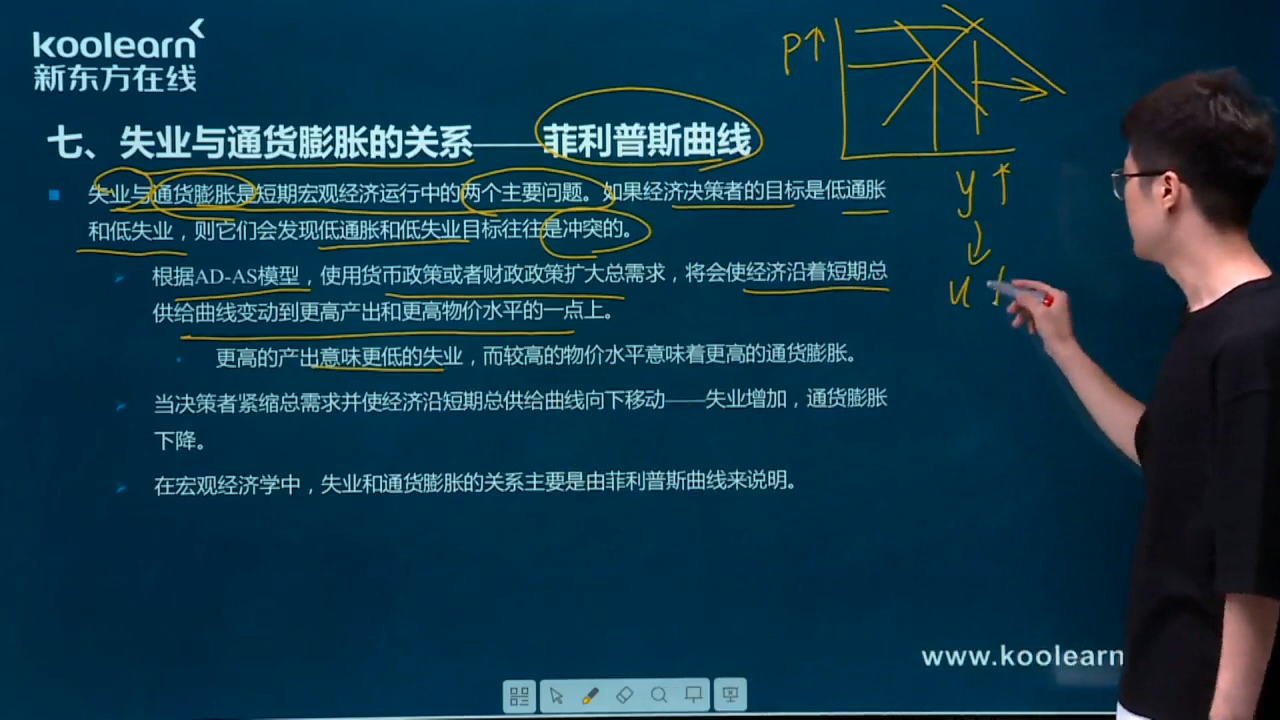 koolearn
新东方在线
P↑
七、失业与通货膨胀的关系——菲利普斯曲线
失业与通货膨胀是短期宏观经济运行中的两个主要问题。如果经济决策者的目标是低通胀
和低失业，则它们会发现低通胀和低失业目标往往是冲突的。
y↑
↓
u
根据AD-AS模型，使用货币政策或者财政政策扩大总需求，将会使经济沿着短期总
供给曲线变动到更高产出和更高物价水平的一点上。
更高的产出意味更低的失业，而较高的物价水平意味着更高的通货膨胀。
当决策者紧缩总需求并使经济沿短期总供给曲线向下移动——失业增加，通货膨胀
下降。
在宏观经济学中，失业和通货膨胀的关系主要是由菲利普斯曲线来说明。
www.koolearn